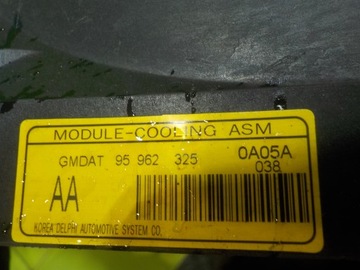 MODULE-COOLING ASM
GMDAT 95 962 325 0A05A
038
AA
KOREA DELPHI AUTOMOTIVE SYSTEM CO.